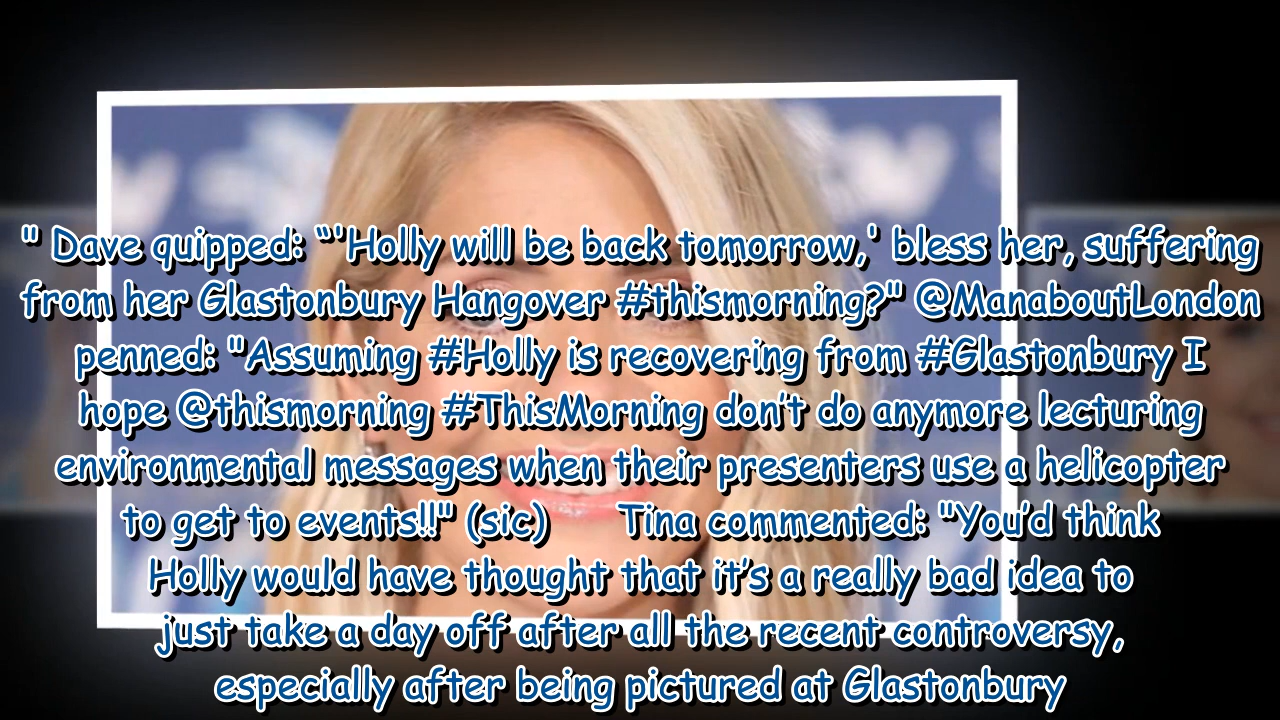 " Dave quipped: “‘Holly will be back tomorrow,' bless her, suffering
from her Glastonbury Hangover #thismorning?" @ManaboutLondon
penned: "Assuming #Holly is recovering from #Glastonbury I
hope @thismorning #ThisMorning don’t do anymore lecturing
environmental messages when their presenters use a helicopter
to get to events!!" (sic) Tina commented: "You’d think
Holly would have thought that it’s a really bad idea to
just take a day off after all the recent controversy,
especially after being pictured at Glastonbury